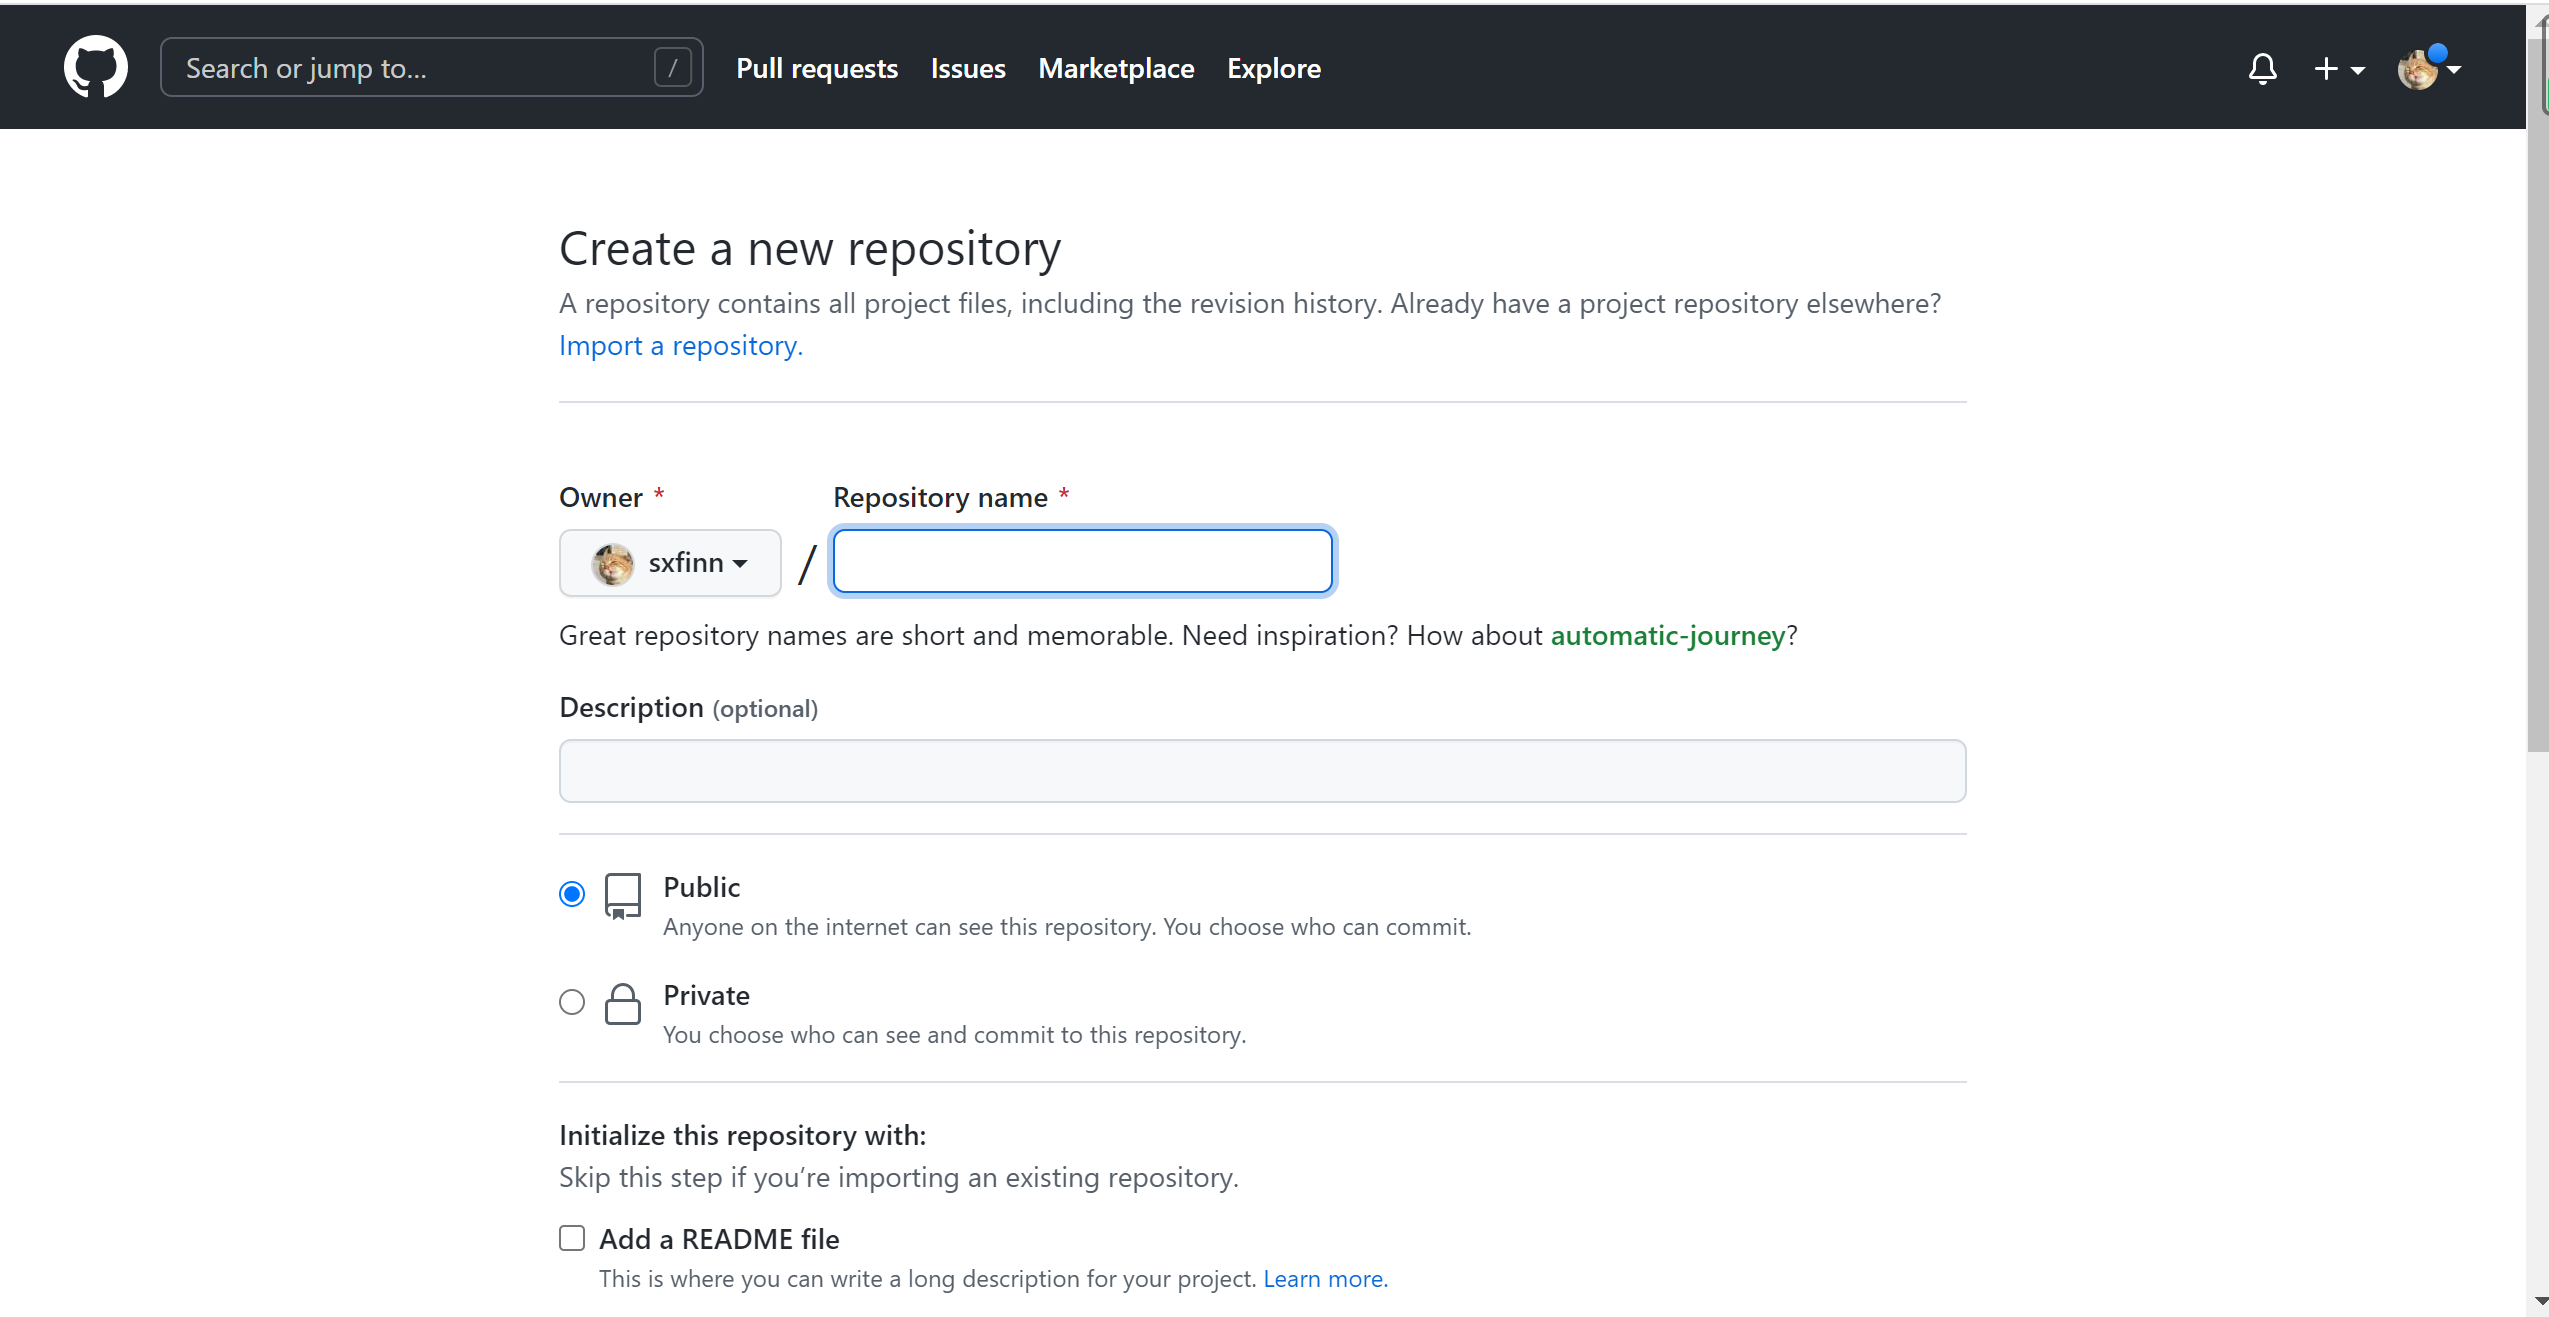 Search or jump to... /
Pull requests Issues Marketplace Explore
Create a new repository
A repository contains all project files, including the revision history. Already have a project repository elsewhere?
Import a repository.
Owner * Repository name *
sxfinn / 
Great repository names are short and memorable. Need inspiration? How about automatic-journey?
Description (optional)
Public
Anyone on the internet can see this repository. You choose who can commit.
Private
You choose who can see and commit to this repository.
Initialize this repository with:
Skip this step if you’re importing an existing repository.
Add a README file
This is where you can write a long description for your project. Learn more.